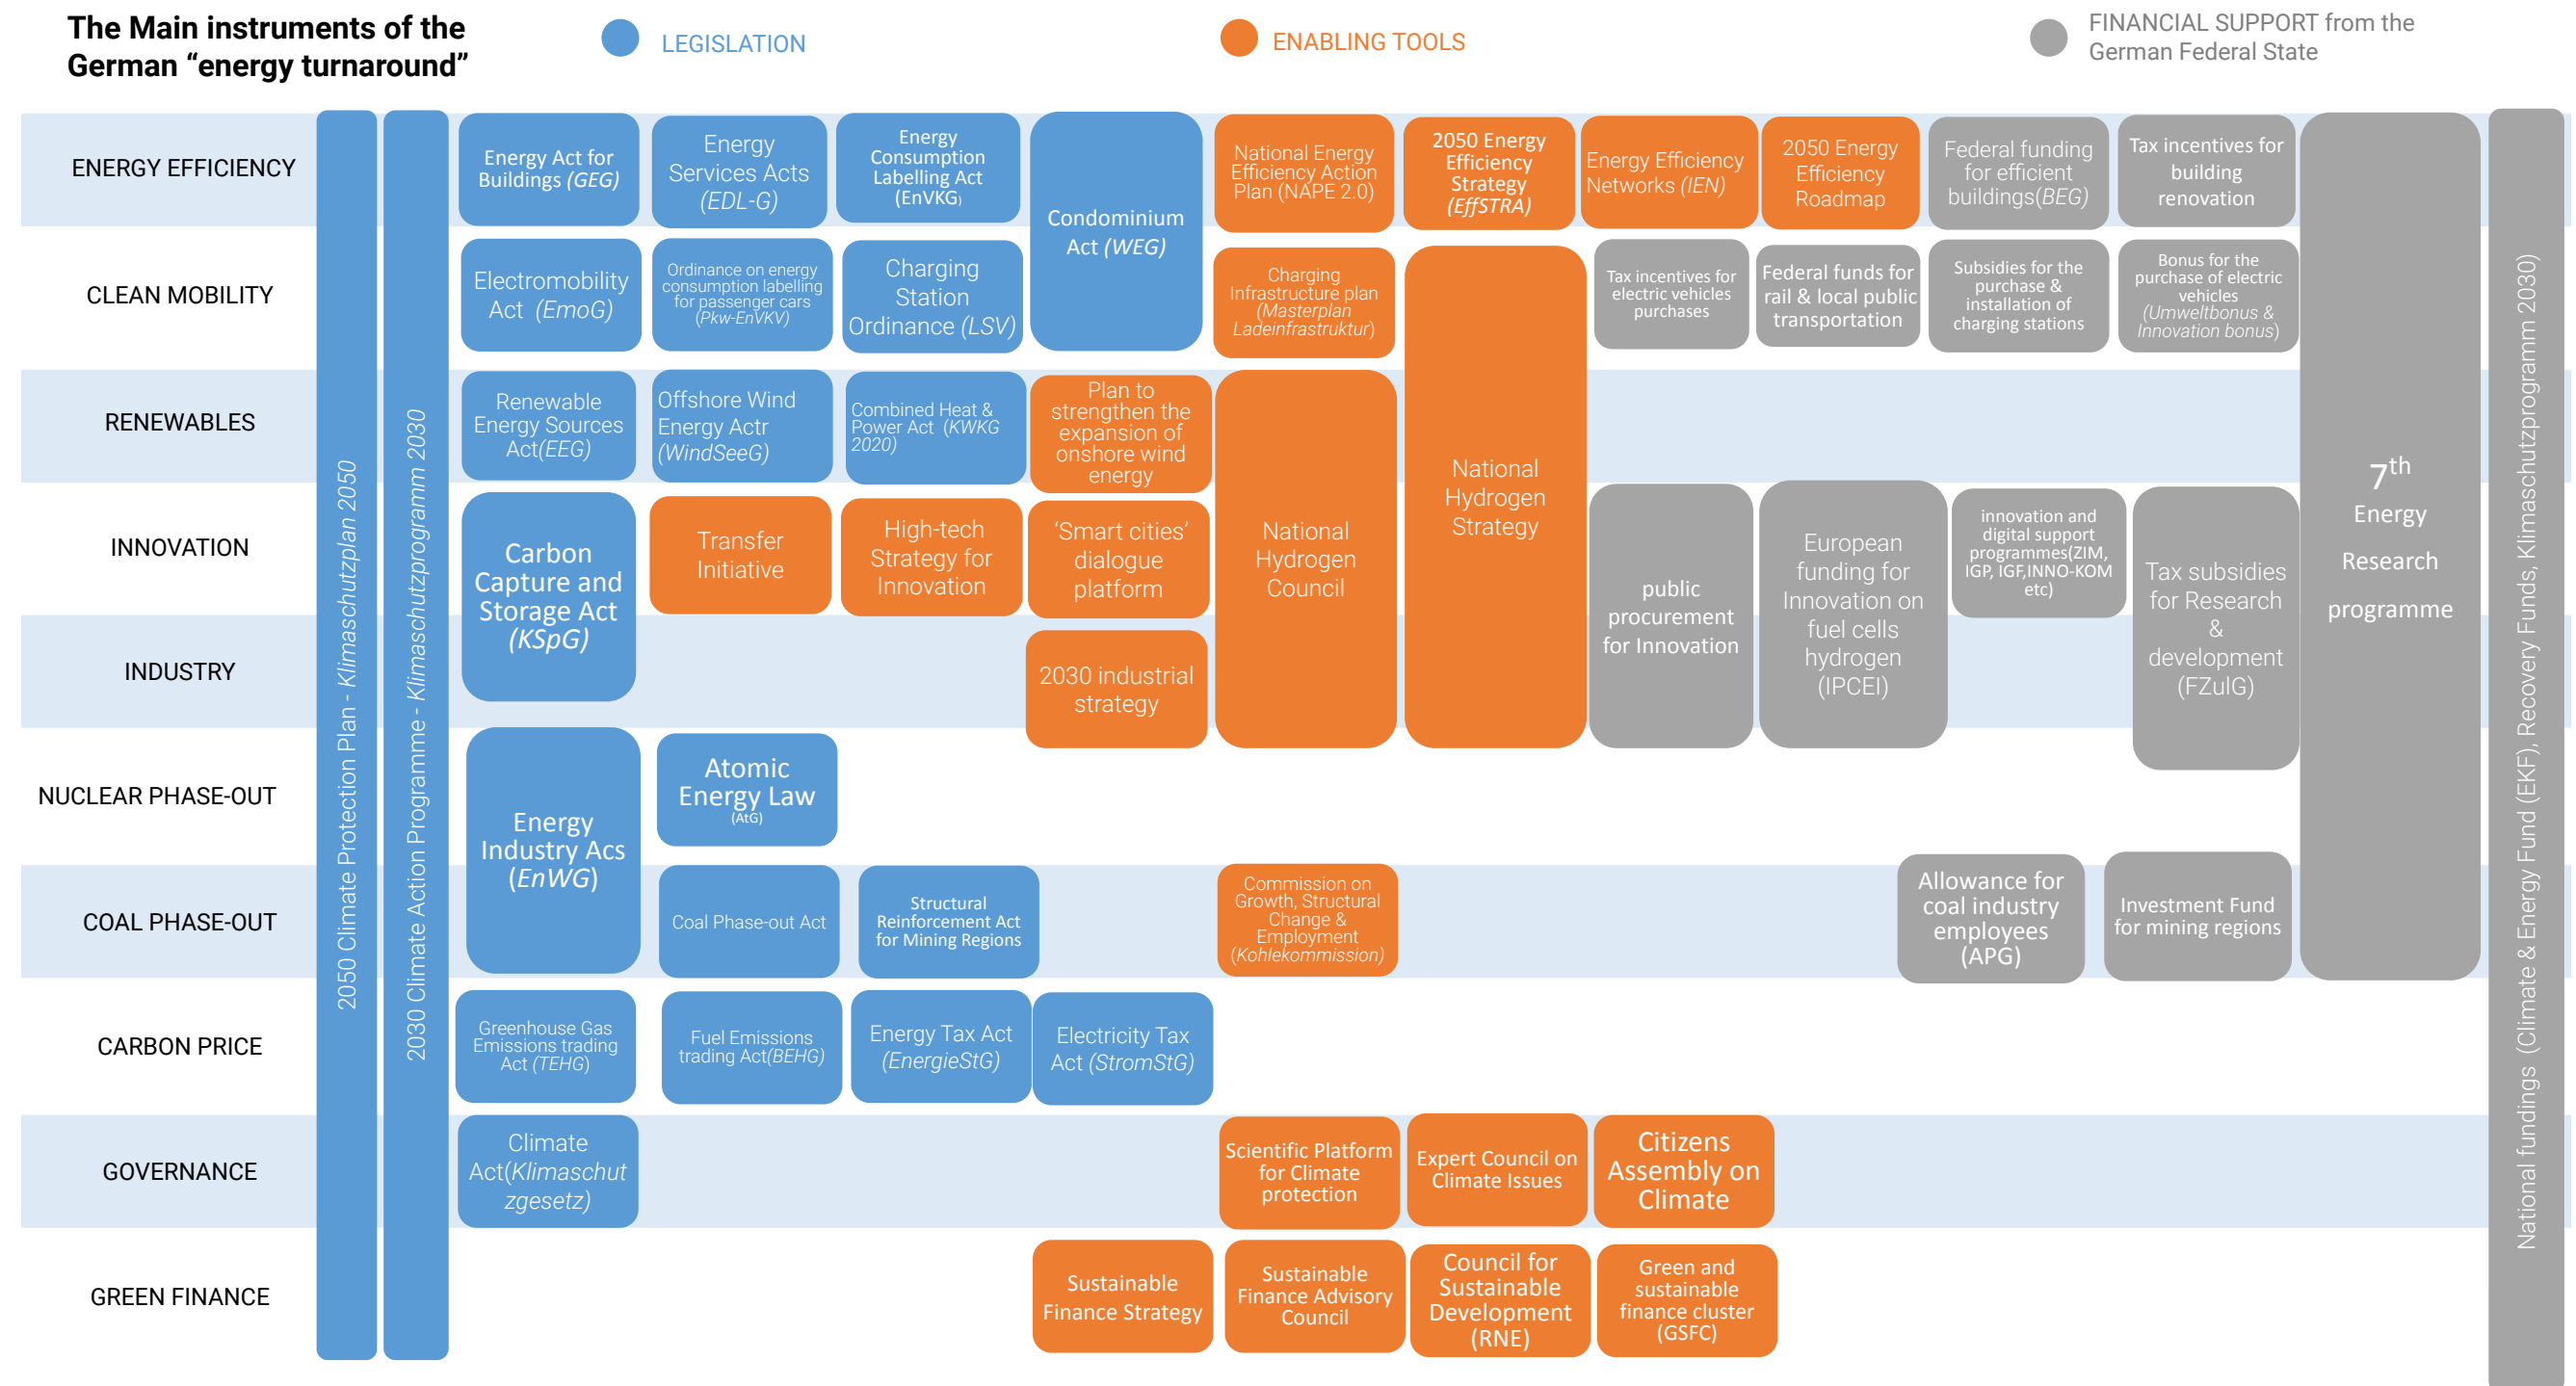 The Main instruments of the
German “energy turnaround”
LEGISLATION
ENABLING TOOLS
FINANCIAL SUPPORT from the
German Federal State
2050 Climate Protection Plan - Klimaschutzplan 2050
2030 Climate Action Programme - Klimaschutzprogramm 2030
ENERGY EFFICIENCY
Energy Act for
Buildings (GEG)
Energy
Services Acts
(EDL-G)
Energy
Consumption
Labelling Act
(EnVKG)
Condominium
Act (WEG)
National Energy
Efficiency Action
Plan (NAPE 2.0)
2050 Energy
Efficiency
Strategy
(EffSTRA)
Energy Efficiency
Networks (IEN)
2050 Energy
Efficiency
Roadmap
Federal funding
for efficient
buildings(BEG)
Tax incentives for
building
renovation
CLEAN MOBILITY
Electromobility
Act (EmoG)
Ordinance on energy
consumption labelling
for passenger cars
(Pkw-EnVKV)
Charging
Station
Ordinance (LSV)
Charging
Infrastructure plan
(Masterplan
Ladeinfrastruktur)
Tax incentives for
electric vehicles
purchases
Federal funds for
rail & local public
transportation
Subsidies for the
purchase &
installation of
charging stations
Bonus for the
purchase of electric
vehicles
(Umweltbonus &
Innovation bonus)
RENEWABLES
Renewable
Energy Sources
Act(EEG)
Offshore Wind
Energy Actr
(WindSeeG)
Combined Heat &
Power Act (KWKG
2020)
Plan to
strengthen the
expansion of
onshore wind
energy
National
Hydrogen
Council
National
Hydrogen
Strategy
7th
Energy
Research
programme
INNOVATION
Carbon
Capture and
Storage Act
(KSpG)
Transfer
Initiative
High-tech
Strategy for
Innovation
‘Smart cities’
dialogue
platform
public
procurement
for Innovation
European
funding for
Innovation on
fuel cells
hydrogen
(IPCEI)
innovation and
digital support
programmes(ZIM,
IGP, IGF,INNO-KOM
etc)
Tax subsidies
for Research
&
development
(FZulG)
INDUSTRY
2030 industrial
strategy
NUCLEAR PHASE-OUT
Energy
Industry Acs
(EnWG)
Atomic
Energy Law
(AtG)
COAL PHASE-OUT
Coal Phase-out Act
Structural
Reinforcement Act
for Mining Regions
Commission on
Growth, Structural
Change &
Employment
(Kohlekommission)
Allowance for
coal industry
employees
(APG)
Investment Fund
for mining regions
CARBON PRICE
Greenhouse Gas
Emissions trading
Act (TEHG)
Fuel Emissions
trading Act(BEHG)
Energy Tax Act
(EnergieStG)
Electricity Tax
Act (StromStG)
GOVERNANCE
Climate
Act(Klimaschut
zgesetz)
Scientific Platform
for Climate
protection
Expert Council on
Climate Issues
Citizens
Assembly on
Climate
GREEN FINANCE
Sustainable
Finance Strategy
Sustainable
Finance Advisory
Council
Council for
Sustainable
Development
(RNE)
Green and
sustainable
finance cluster
(GSFC)
National fundings (Climate & Energy Fund (EKF), Recovery Funds, Klimaschutzprogramm 2030)